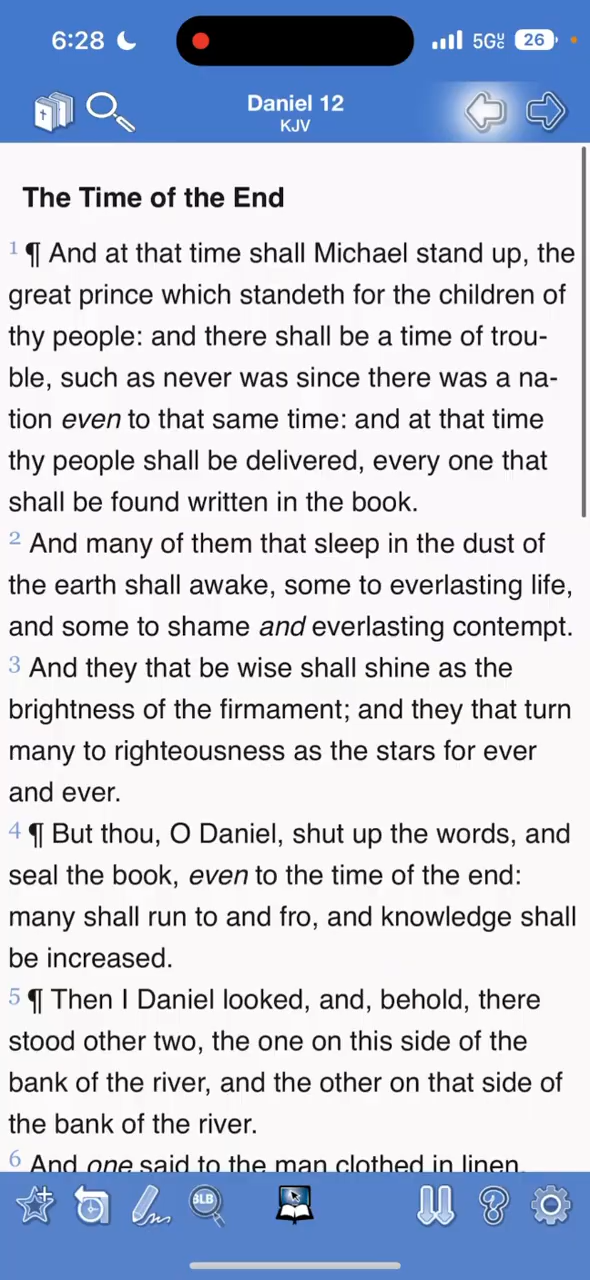 6:28
5G
26
Daniel 12
KJV
The Time of the End
1 ¶ And at that time shall Michael stand up, the
great prince which standeth for the children of
thy people: and there shall be a time of trou-
ble, such as never was since there was a na-
tion even to that same time: and at that time
thy people shall be delivered, every one that
shall be found written in the book.
2 And many of them that sleep in the dust of
the earth shall awake, some to everlasting life,
and some to shame and everlasting contempt.
3 And they that be wise shall shine as the
brightness of the firmament; and they that turn
many to righteousness as the stars for ever
and ever.
4 ¶ But thou, O Daniel, shut up the words, and
seal the book, even to the time of the end:
many shall run to and fro, and knowledge shall
be increased.
5 ¶ Then I Daniel looked, and, behold, there
stood other two, the one on this side of the
bank of the river, and the other on that side of
the bank of the river.
6 And one said to the man clothed in linen,
BLB